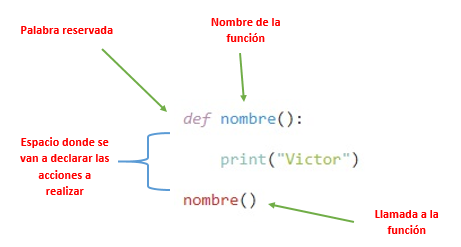 Palabra reservada
Nombre de la
función
def nombre():
Espacio donde se
van a declarar las
acciones a
realizar
print("Victor")
nombre()
Llamada a la
función